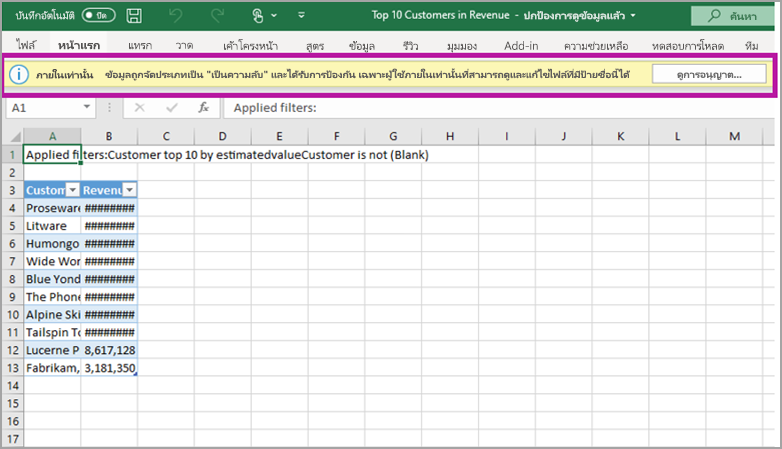 บันทึกอัตโนมัติ ปิด Top 10 Customers in Revenue - ปกป้องการดูข้อมูลแล้ว ค้นหา
ไฟล์ หน้าแรก แทรก วาด เค้าโครงหน้า สูตร ข้อมูล รีวิว มุมมอง Add-in ความช่วยเหลือ ทดสอบการโหลด ทีม
ภายในเท่านั้น ข้อมูลถูกจัดประเภทเป็น "เป็นความลับ" และได้รับการป้องกัน เฉพาะผู้ใช้ภายในเท่านั้นที่สามารถดูและแก้ไขไฟล์ที่มีป้ายชื่อนี้ได้ ดูการอนุญาต...
A1 fx Applied filters:
A B C D E F G H I J K L M
1 Applied filters:Customer top 10 by estimatedvalueCustomer is not (Blank)
2
3 Custom Revenu
4 Proseware ########
5 Litware ########
6 Humongo ########
7 Wide Wor ########
8 Blue Yond ########
9 The Phone ########
10 Alpine Ski ########
11 Tailspin To ########
12 Lucerne P 8,617,128
13 Fabrikam, 3,181,350
14
15
16
17